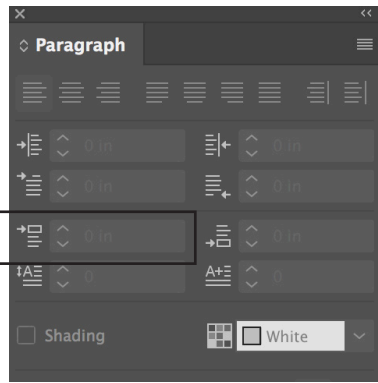 Paragraph
0 in 0 in
0 in 0 in
0 in 0 in
0 0
Shading White